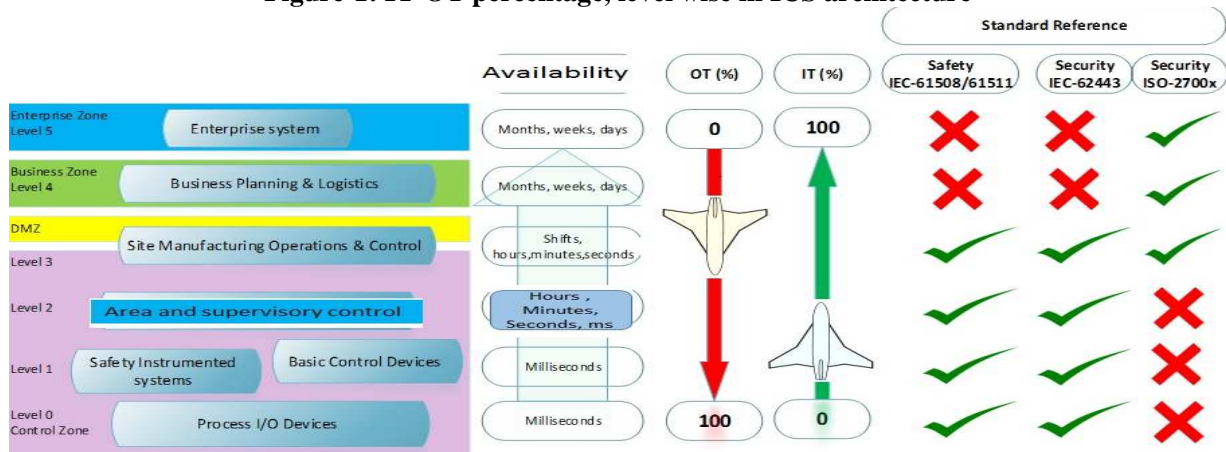 Figure 1: IT-OT percentage, level wise in ICS architecture
Standard Reference
Availability
OT (%)
IT (%)
Safety
IEC-61508/61511
Security
IEC-62443
Security
ISO-2700x
Enterprise Zone
Level 5
Enterprise system
Months, weeks, days
0
100
Business Zone
Level 4
Business Planning & Logistics
Months, weeks, days
DMZ
Site Manufacturing Operations & Control
Shifts,
hours,minutes,seconds
Level 3
Level 2
Area and supervisory control
Hours ,
Minutes,
Seconds, ms
Level 1
Safety Instrumented
systems
Basic Control Devices
Milliseconds
Level 0
Control Zone
Process I/O Devices
Milliseconds
100
0